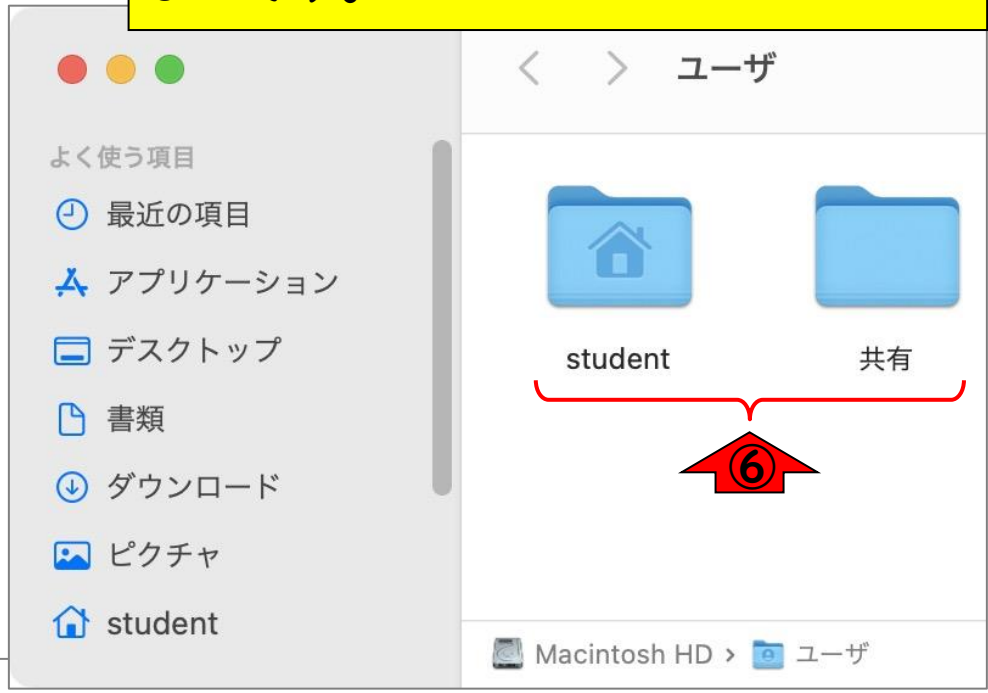 ユーザ
よく使う項目
最近の項目
アプリケーション
デスクトップ
書類
ダウンロード
ピクチャ
student
student
共有
⑥
Macintosh HD › ユーザ